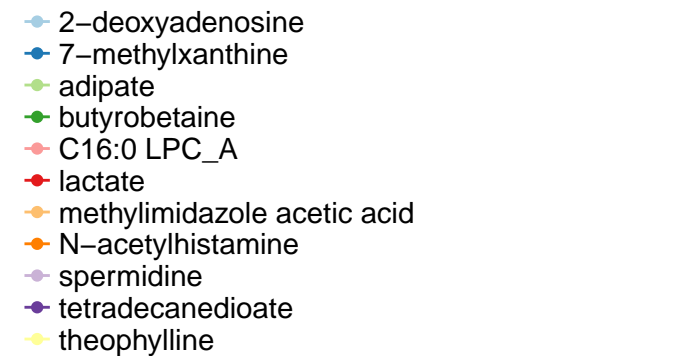 2−deoxyadenosine
7−methylxanthine
adipate
butyrobetaine
C16:0 LPC_A
lactate
methylimidazole acetic acid
N−acetylhistamine
spermidine
tetradecanedioate
theophylline